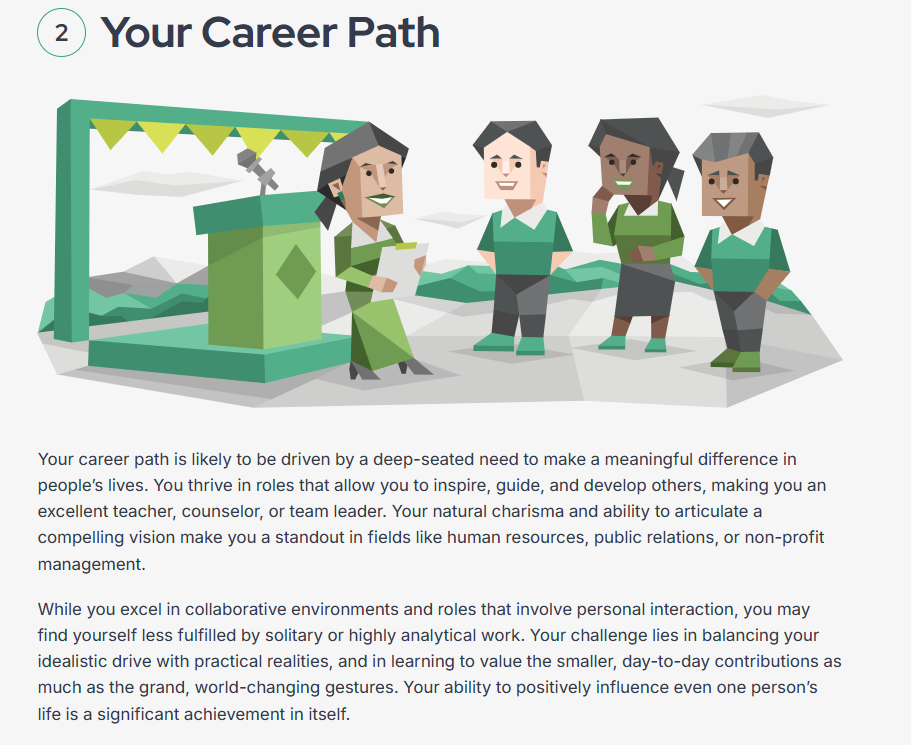 2 Your Career Path
Your career path is likely to be driven by a deep-seated need to make a meaningful difference in
people’s lives. You thrive in roles that allow you to inspire, guide, and develop others, making you an
excellent teacher, counselor, or team leader. Your natural charisma and ability to articulate a
compelling vision make you a standout in fields like human resources, public relations, or non-profit
management.
While you excel in collaborative environments and roles that involve personal interaction, you may
find yourself less fulfilled by solitary or highly analytical work. Your challenge lies in balancing your
idealistic drive with practical realities, and in learning to value the smaller, day-to-day contributions as
much as the grand, world-changing gestures. Your ability to positively influence even one person’s
life is a significant achievement in itself.